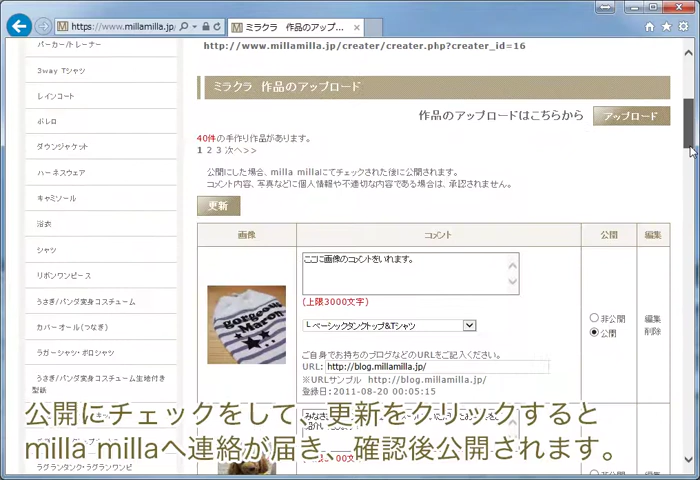 https://www.millamilla.jp/
ミラクラ　作品のアップ...
http://www.millamilla.jp/creater/creater.php?creater_id=16
パーカー/トレーナー
3way Tシャツ
レインコート
ボレロ
ダウンジャケット
ハーネスウェア
キャミソール
浴衣
シャツ
リボンワンピース
うさぎ/パンダ変身コスチューム
カバーオール(つなぎ)
ラガーシャツ・ポロシャツ
うさぎ/パンダ変身コスチューム生地付き
型紙
ラグランタンク・ラグランワンピ
ミラクラ　作品のアップロード
作品のアップロードはこちらから
アップロード
40件の手作り作品があります。
1 2 3 次へ>>
公開にした場合、milla millaにてチェックされた後に公開されます。
コメント内容、写真などに個人情報や不適切な内容である場合は、承認されません。
更新
画像
コメント
公開
編集
ここに画像のコメントをいれます。
(上限3000文字)
└ ベーシックタンクトップ&Tシャツ
ご自身でお持ちのブログなどのURLをご記入ください。
URL: http://blog.millamilla.jp/
※URLサンプル　http://blog.millamilla.jp/
登録日:2011-08-20 00:05:15
非公開
公開
編集
削除
gorgeous
Maron
公開にチェックをして、更新をクリックすると
milla millaへ連絡が届き、確認後公開されます。